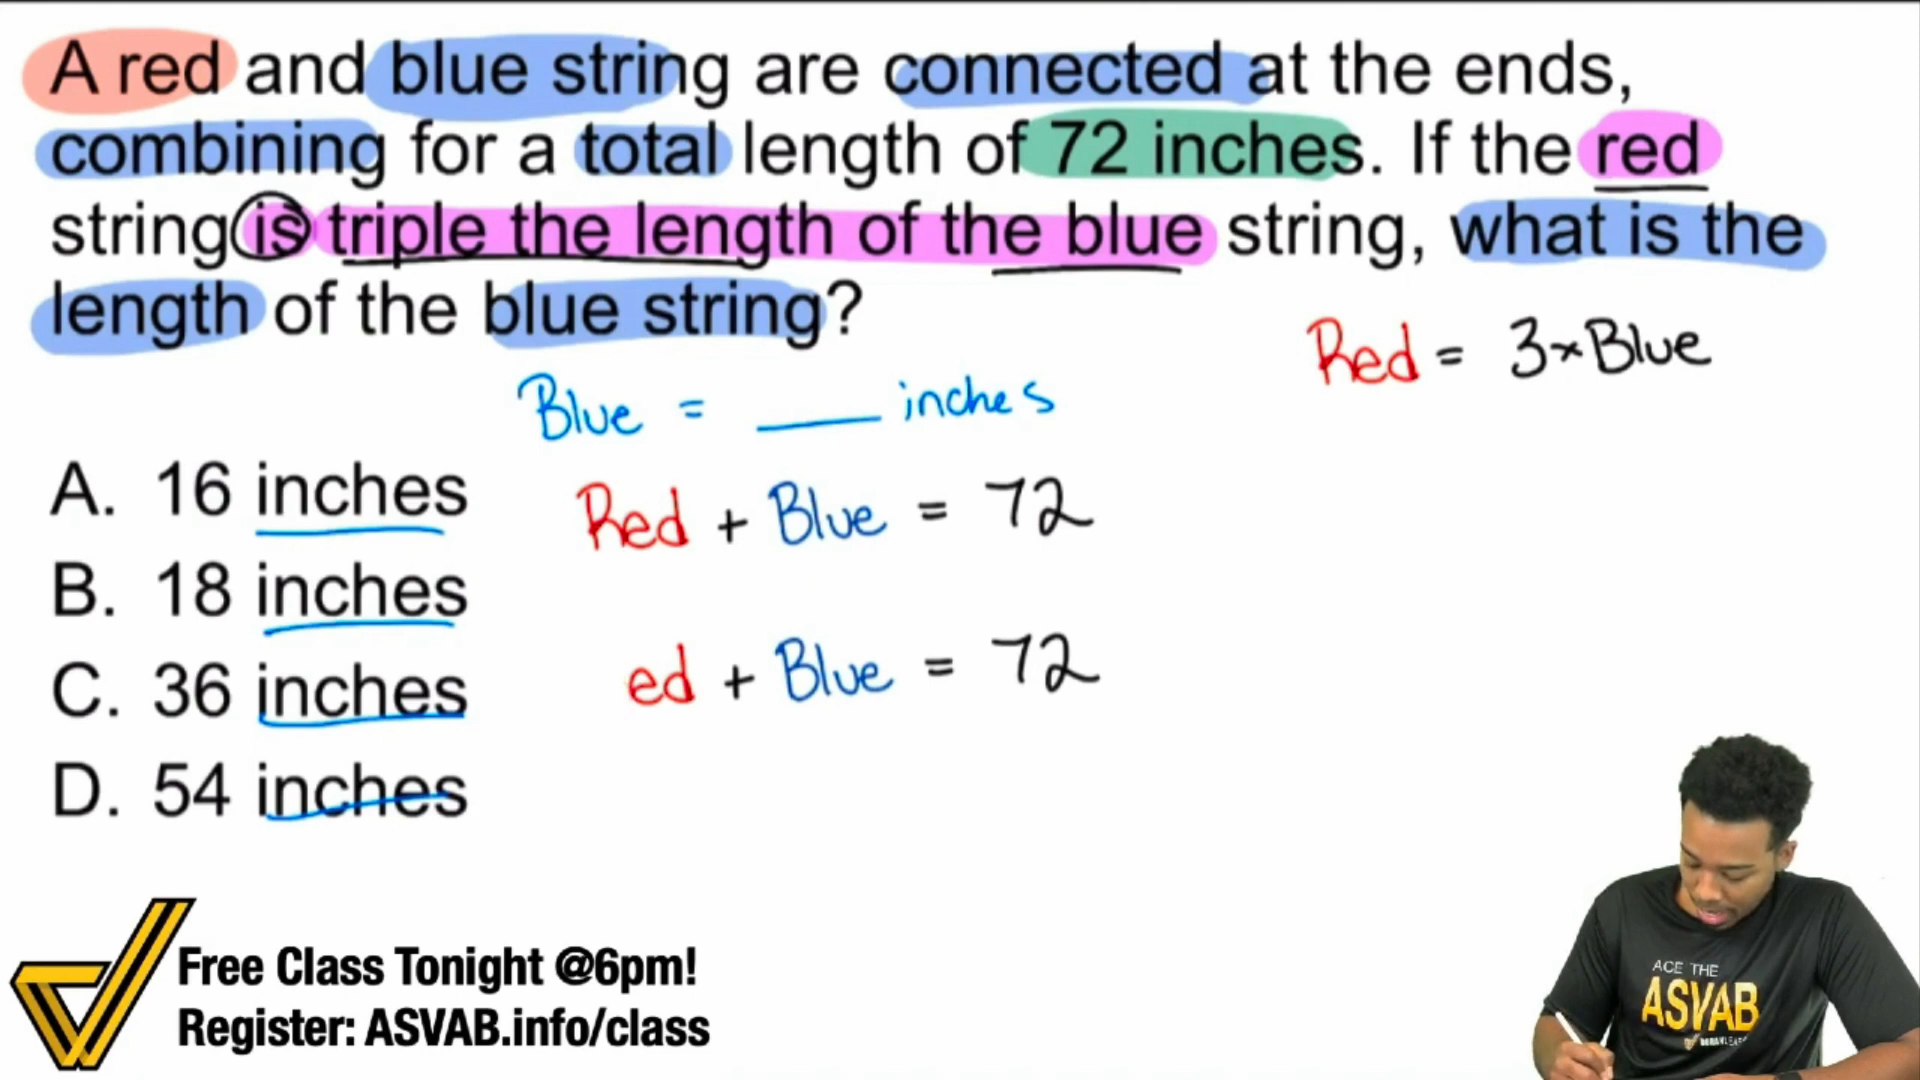 A red and blue string are connected at the ends,
combining for a total length of 72 inches. If the red
string is triple the length of the blue string, what is the
length of the blue string?
Red = 3×Blue
Blue = ___ inches
A. 16 inches
Red + Blue = 72
B. 18 inches
C. 36 inches
ed + Blue = 72
D. 54 inches
Free Class Tonight @6pm!
Register: ASVAB.info/class
ACE THE
ASVAB